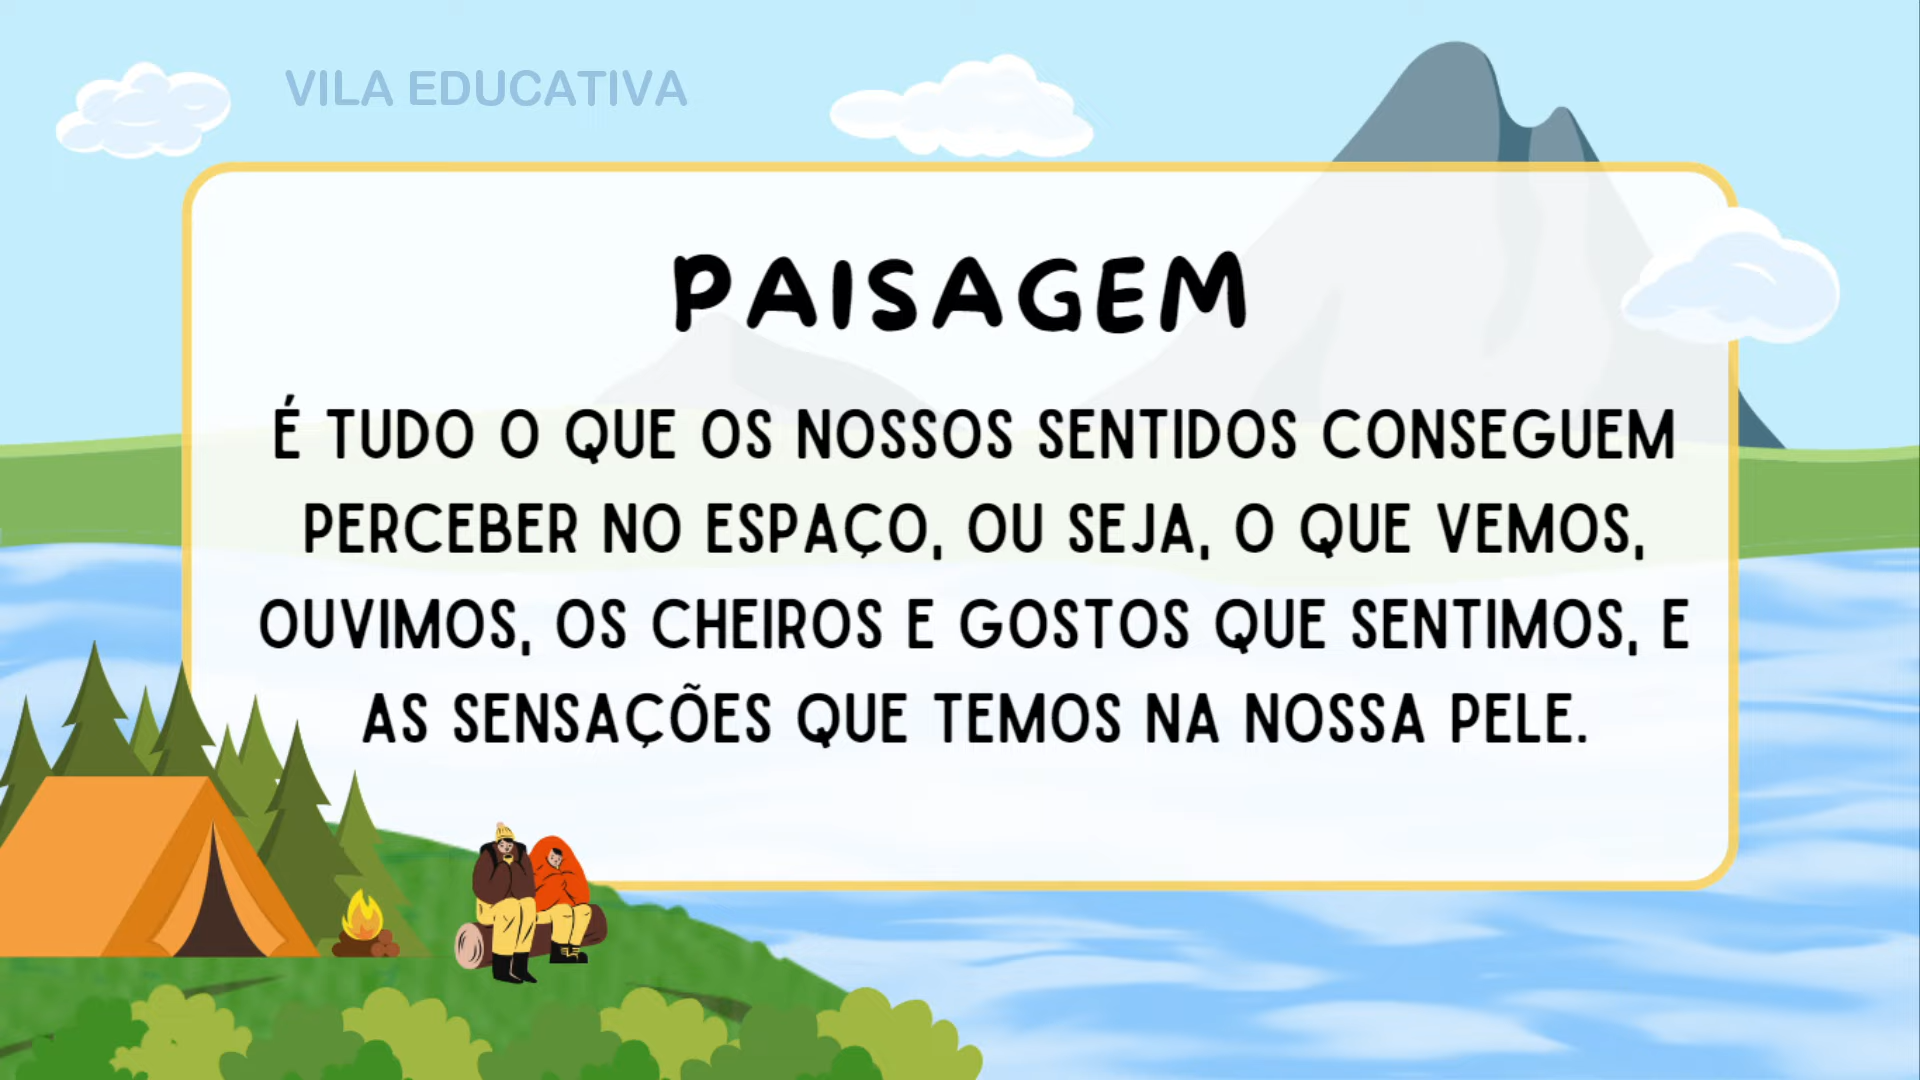 VILA EDUCATIVA
PAISAGEM
É TUDO O QUE OS NOSSOS SENTIDOS CONSEGUEM
PERCEBER NO ESPAÇO, OU SEJA, O QUE VEMOS,
OUVIMOS, OS CHEIROS E GOSTOS QUE SENTIMOS, E
AS SENSAÇÕES QUE TEMOS NA NOSSA PELE.